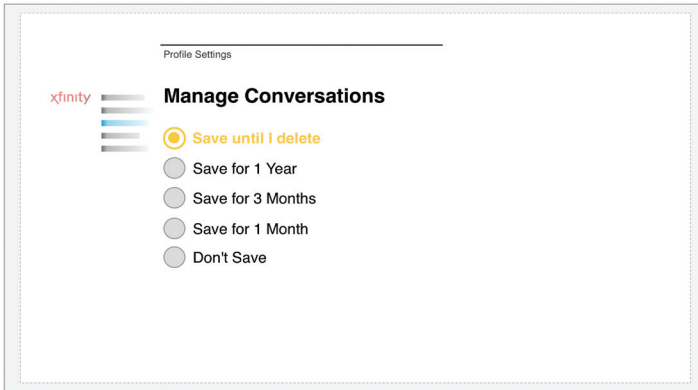 Profile Settings
xfinity
Manage Conversations
Save until I delete
Save for 1 Year
Save for 3 Months
Save for 1 Month
Don't Save